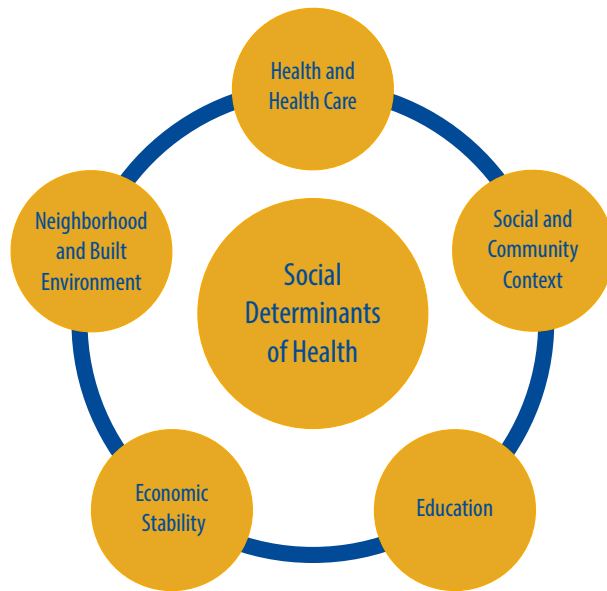 Health and
Health Care
Neighborhood
and Built
Environment
Social and
Community
Context
Social
Determinants
of Health
Economic
Stability
Education